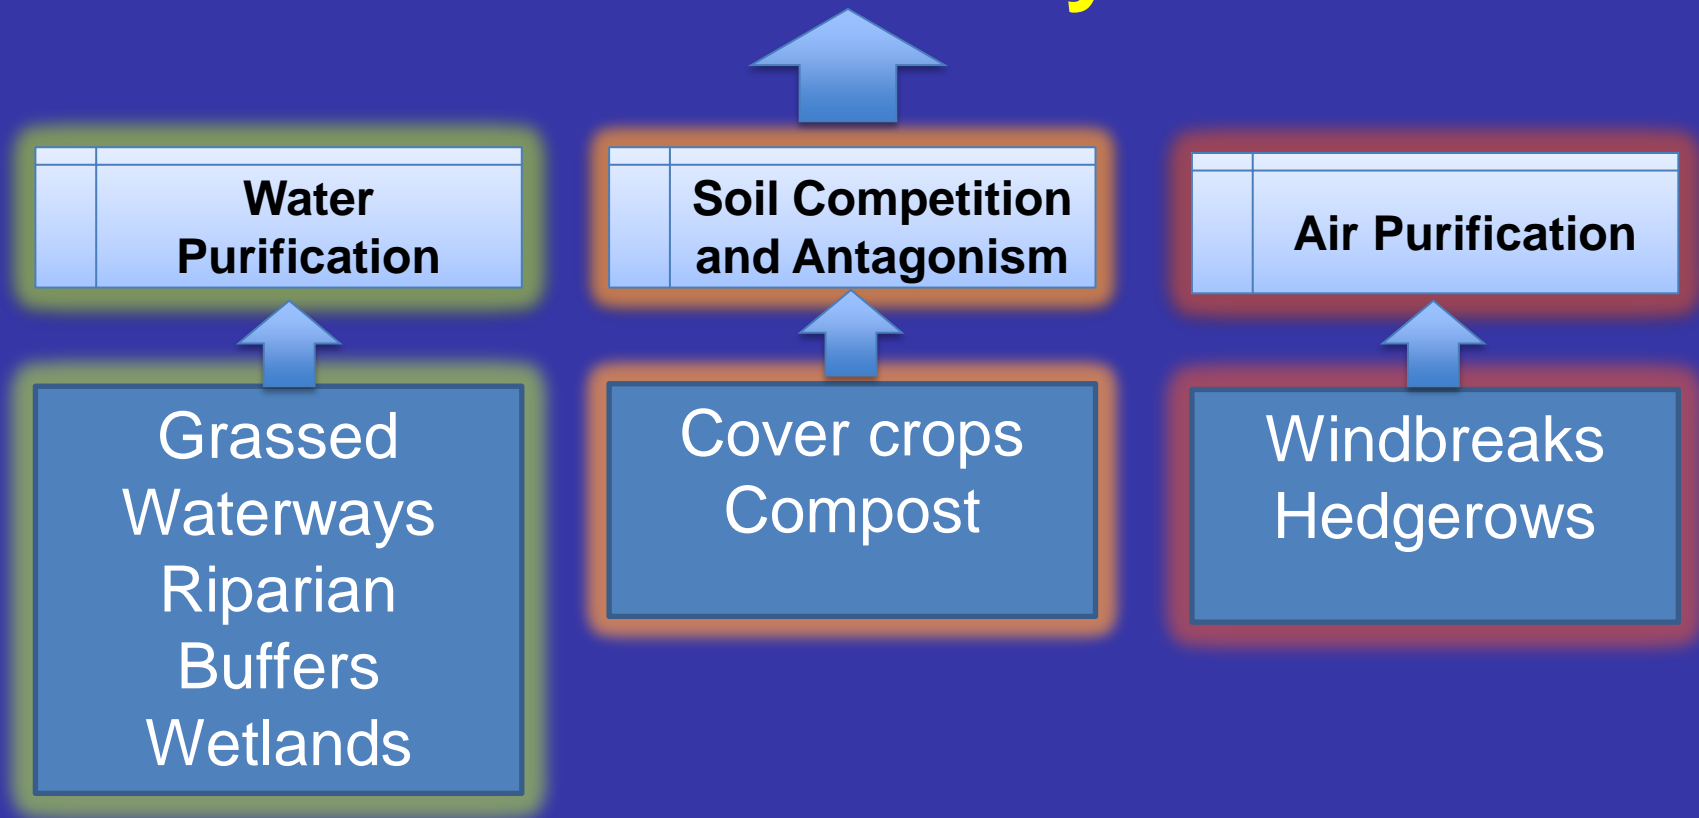 Water
Purification
Soil Competition
and Antagonism
Air Purification
Grassed
Waterways
Riparian
Buffers
Wetlands
Cover crops
Compost
Windbreaks
Hedgerows